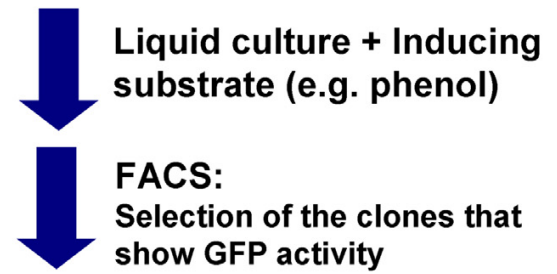 Liquid culture + Inducing
substrate (e.g. phenol)
FACS:
Selection of the clones that
show GFP activity